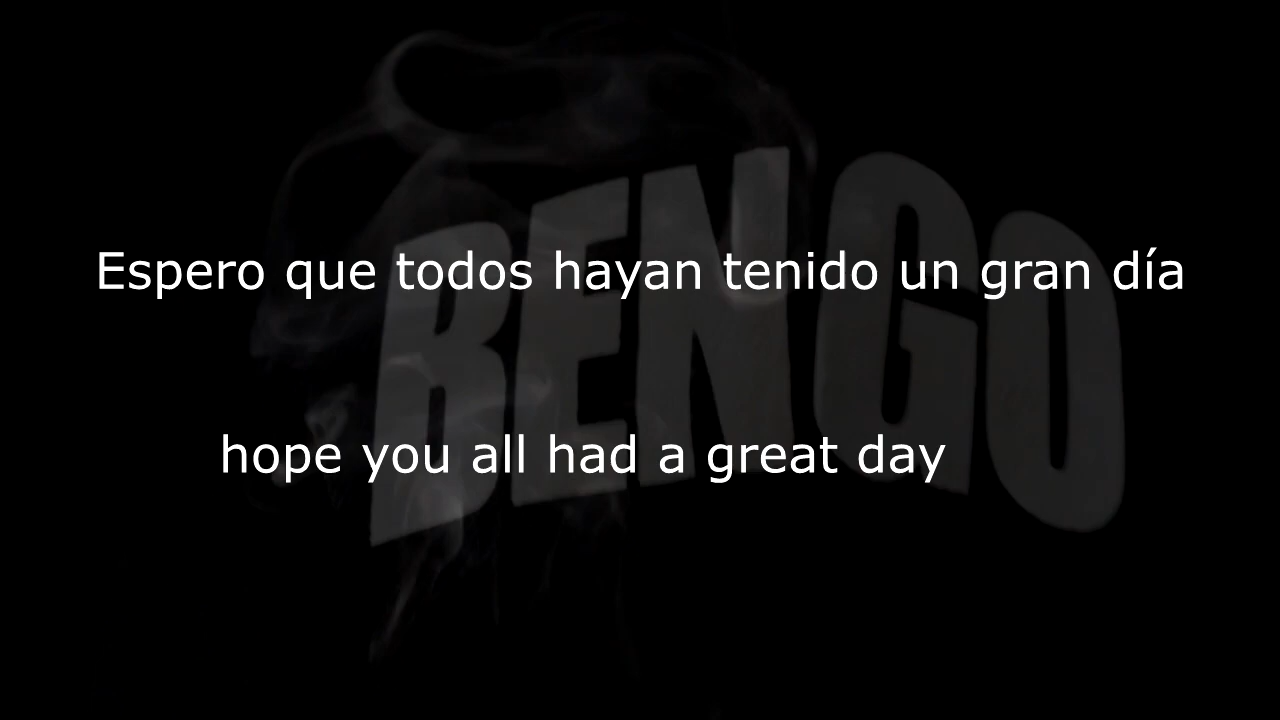 BENGO
Espero que todos hayan tenido un gran día
hope you all had a great day